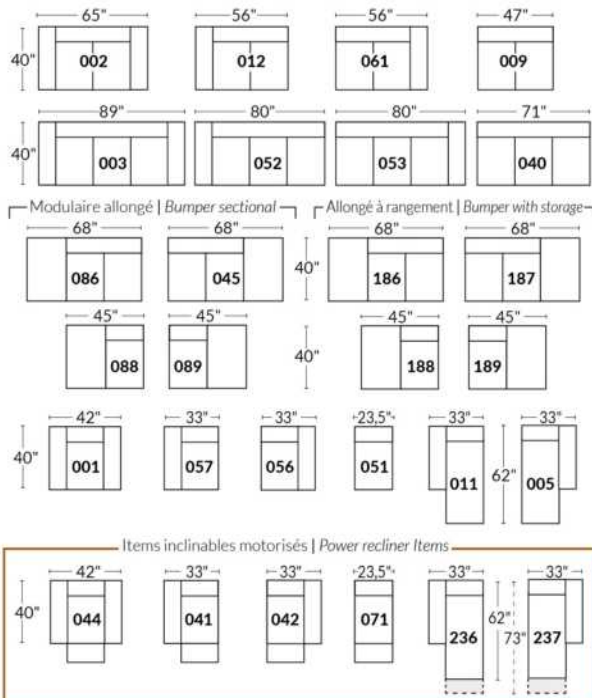 65" 56" 56" 47"
40" 002 012 061 009
89" 80" 80" 71"
40" 003 052 053 040
Modulaire allongé | Bumper sectional Allongé à rangement | Bumper with storage
68" 68" 68" 68"
086 045 40" 186 187
45" 45" 45" 45"
088 089 40" 188 189
42" 33" 33" 23,5" 33" 33"
40" 001 057 056 051 011 62" 005
Items inclinables motorisés | Power recliner Items
42" 33" 33" 23,5" 33" 33"
40" 044 041 042 071 236 62" 73" 237